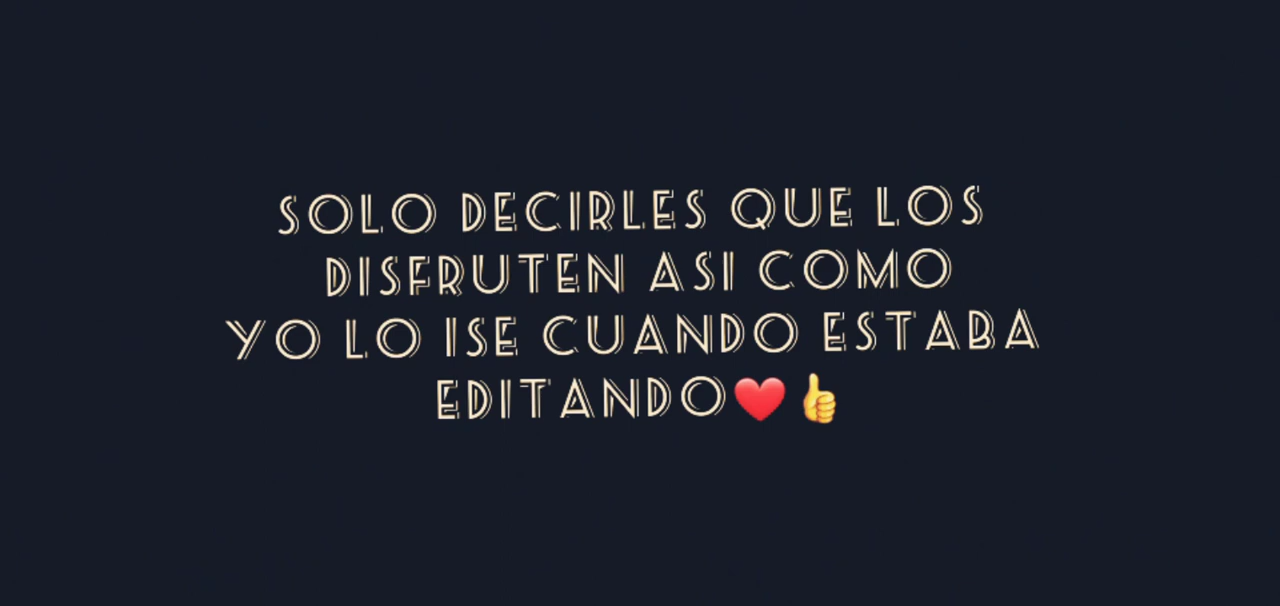 SOLO DECIRLES QUE LOS
DISFRUTEN ASI COMO
YO LO ISE CUANDO ESTABA
EDITANDO❤️👍